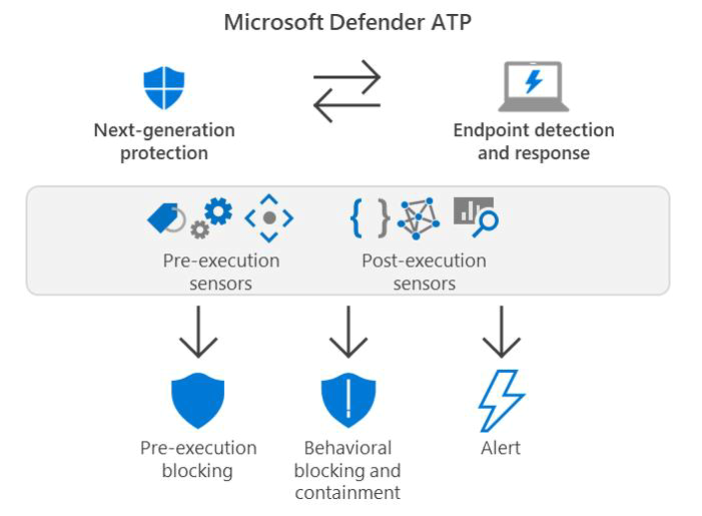 Microsoft Defender ATP
Next-generation
protection
Endpoint detection
and response
Pre-execution
sensors
Post-execution
sensors
Pre-execution
blocking
Behavioral
blocking and
containment
Alert